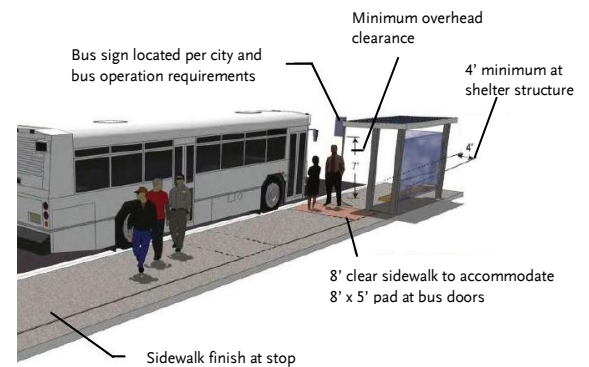 Minimum overhead
clearance
Bus sign located per city and
bus operation requirements
4’ minimum at
shelter structure
4’
7’
8’ clear sidewalk to accommodate
8’ x 5’ pad at bus doors
Sidewalk finish at stop